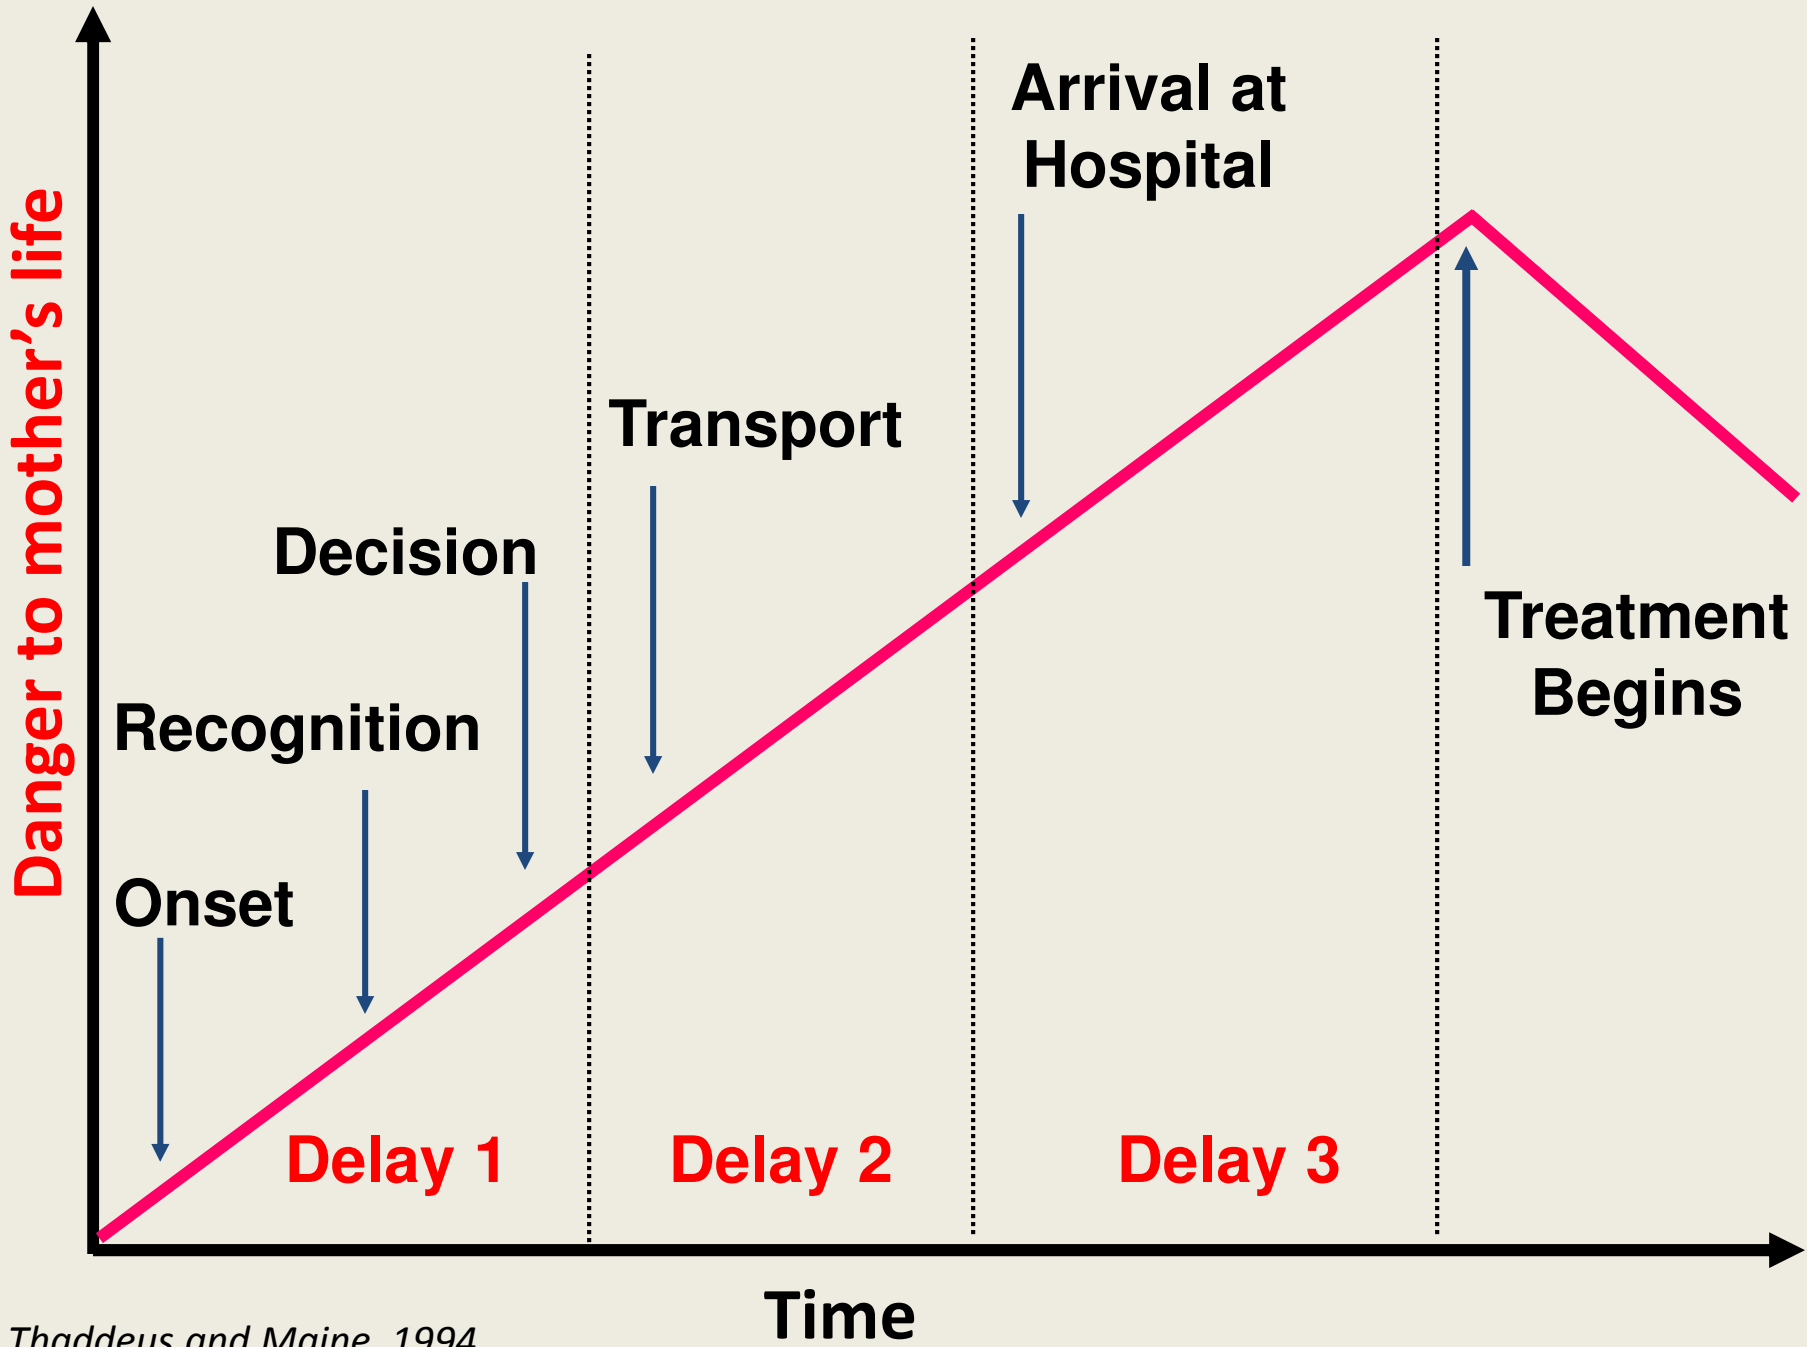 Arrival at
Hospital
Transport
Decision
Recognition
Onset
Danger to mother’s life
Treatment
Begins
Delay 1
Delay 2
Delay 3
Time
Thaddeus and Maine, 1994